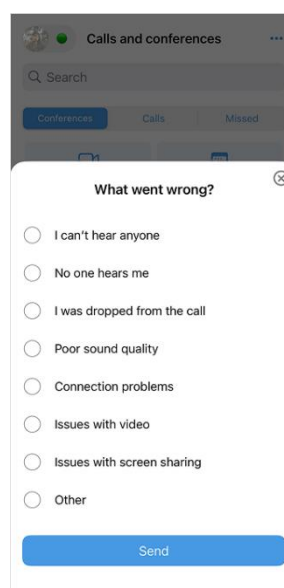 Calls and conferences
Search
Conferences Calls Missed
What went wrong?
I can't hear anyone
No one hears me
I was dropped from the call
Poor sound quality
Connection problems
Issues with video
Issues with screen sharing
Other
Send